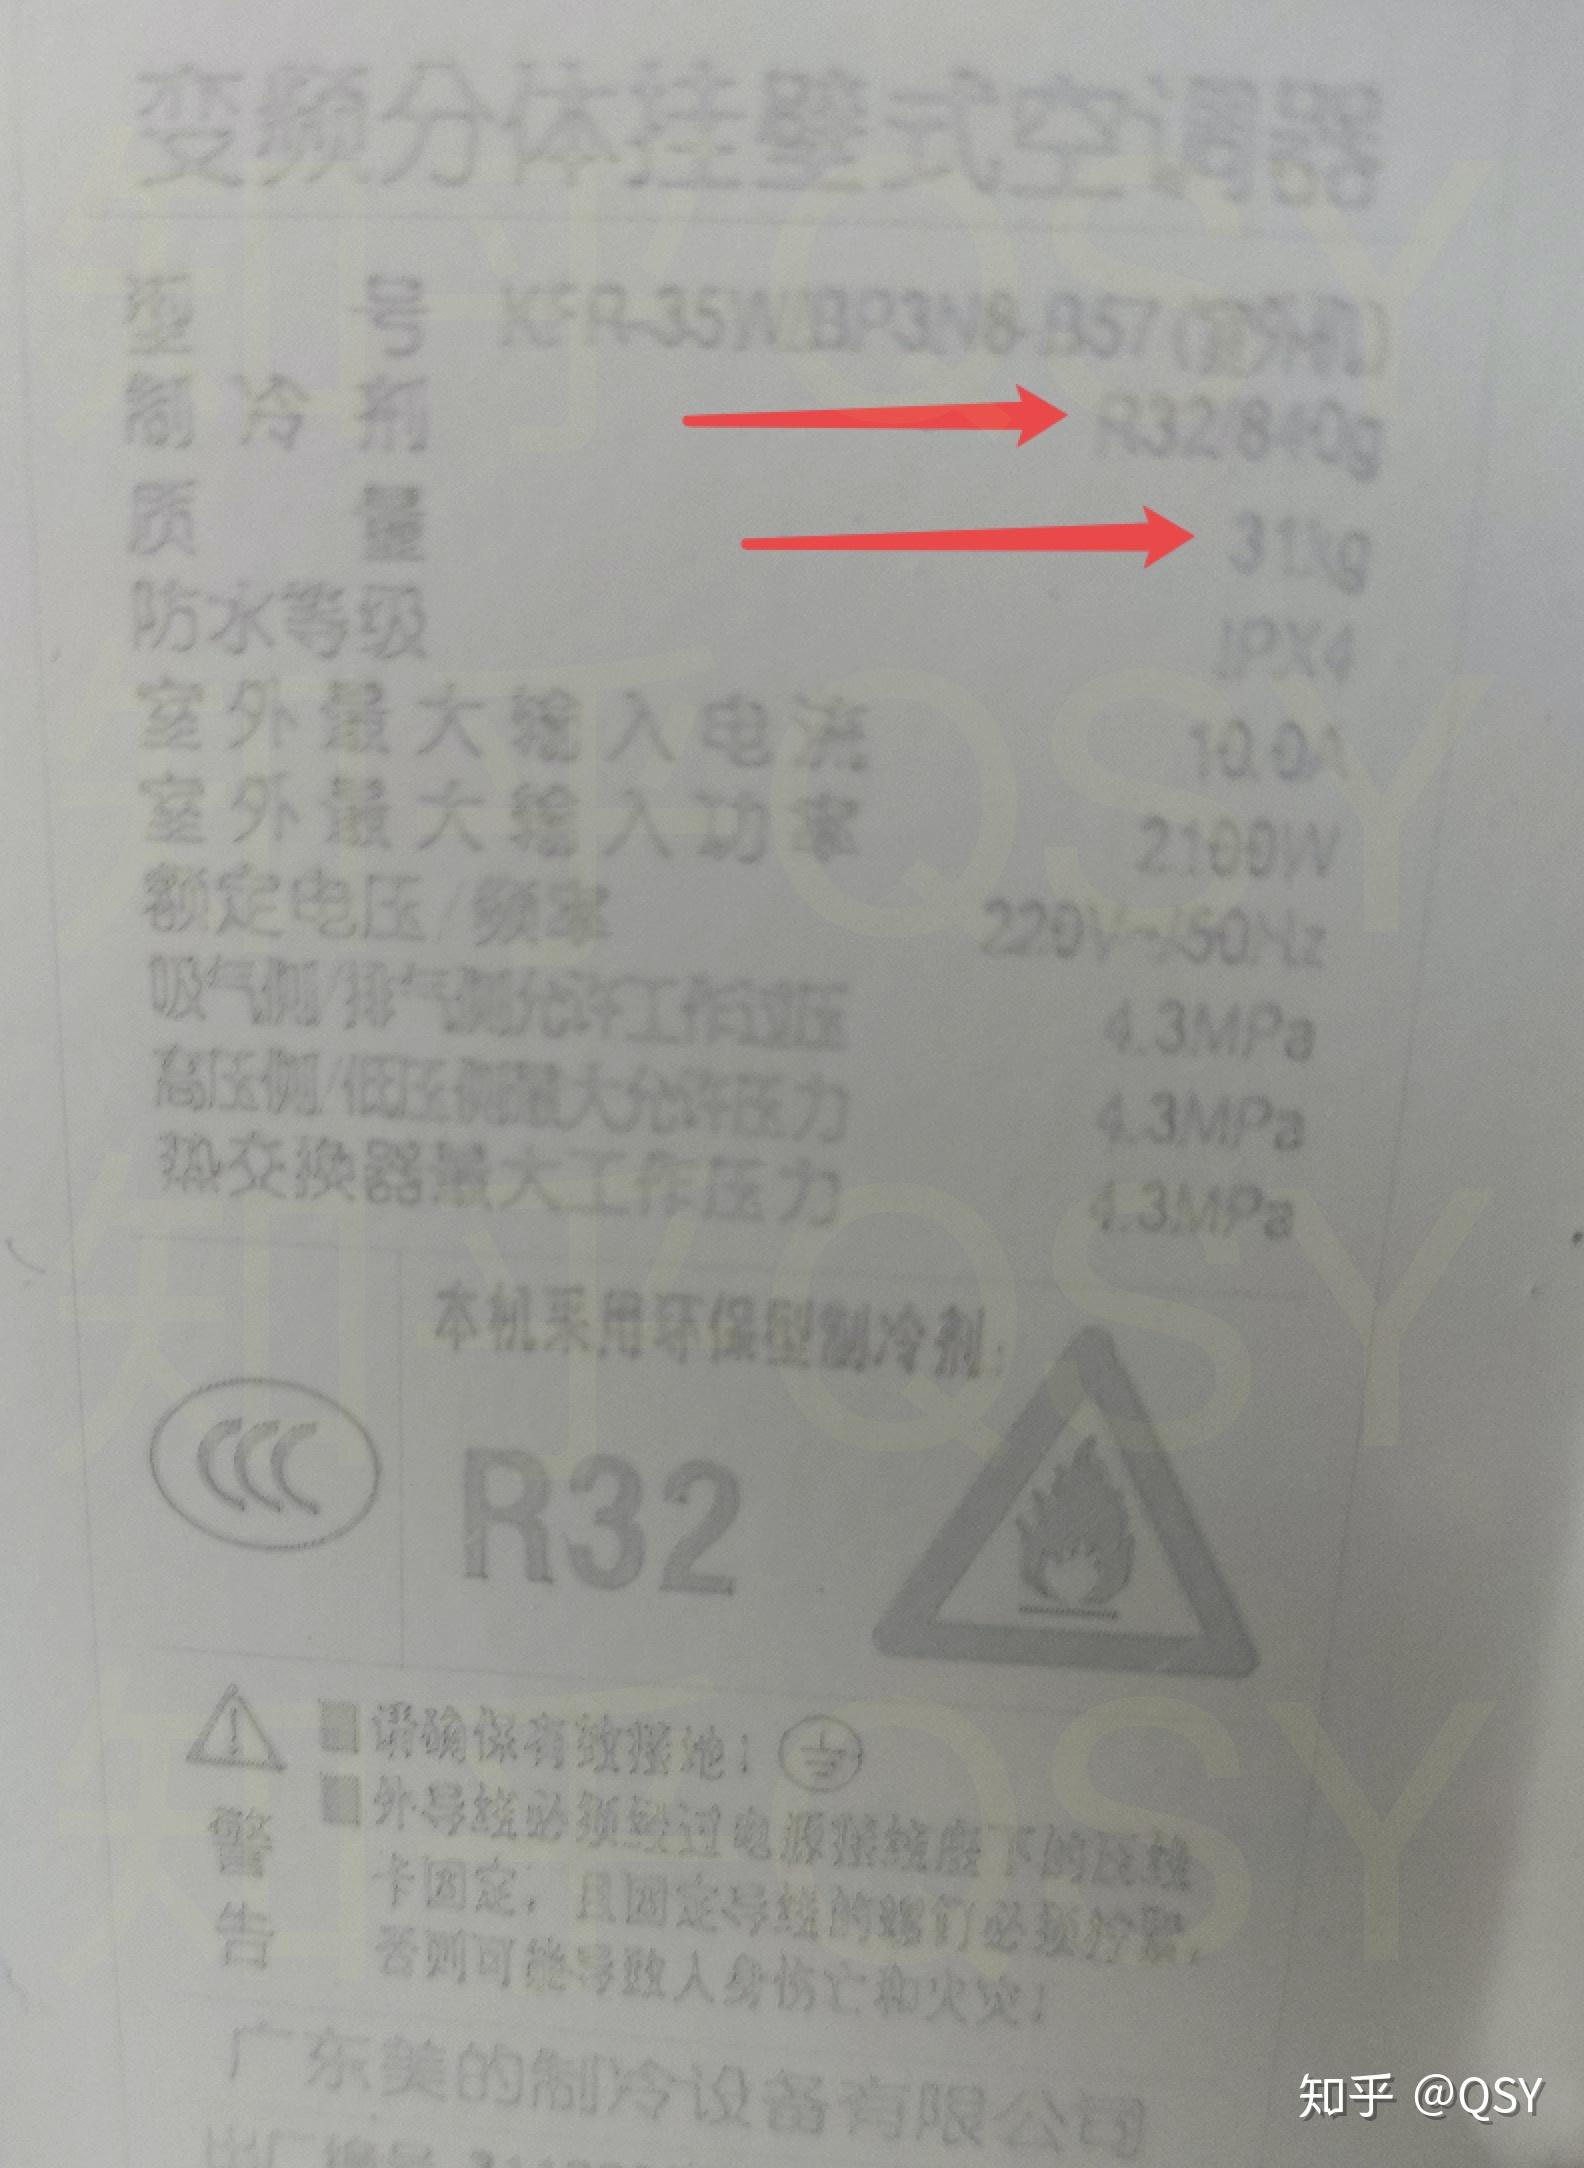 变频分体挂壁式空调器
型号 KFR-35W/BP3N8-B57(室外机)
制冷剂 R32/840g
质量 31kg
防水等级 IPX4
室外最大输入电流 10.0A
室外最大输入功率 2100W
额定电压/频率 220V~/50Hz
吸气侧/排气侧允许工作过压 4.3MPa
高压侧/低压侧最大允许压力 4.3MPa
热交换器最大工作压力 4.3MPa
本机采用环保型制冷剂:
R32
警告
■请确保有效接地!
■外导线必须经过电源接线座下的压线
卡固定,且固定导线的螺钉必须拧紧,
否则可能导致人身伤亡和火灾!
广东美的制冷设备有限公司
出厂编号
知乎 @QSY